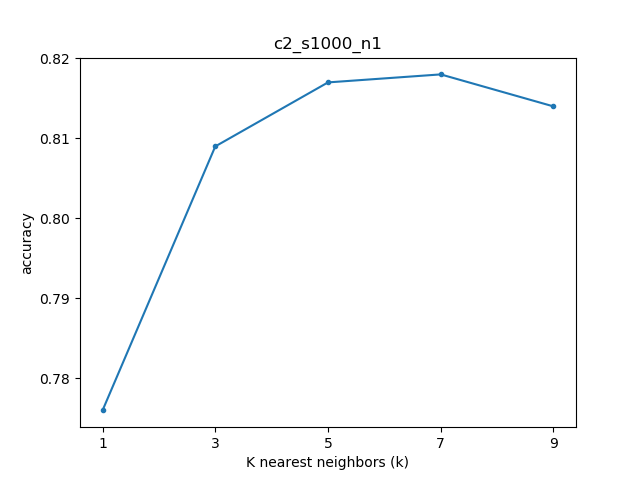 c2_s1000_n1
0.82
0.81
0.80
0.79
0.78
accuracy
1 3 5 7 9
K nearest neighbors (k)